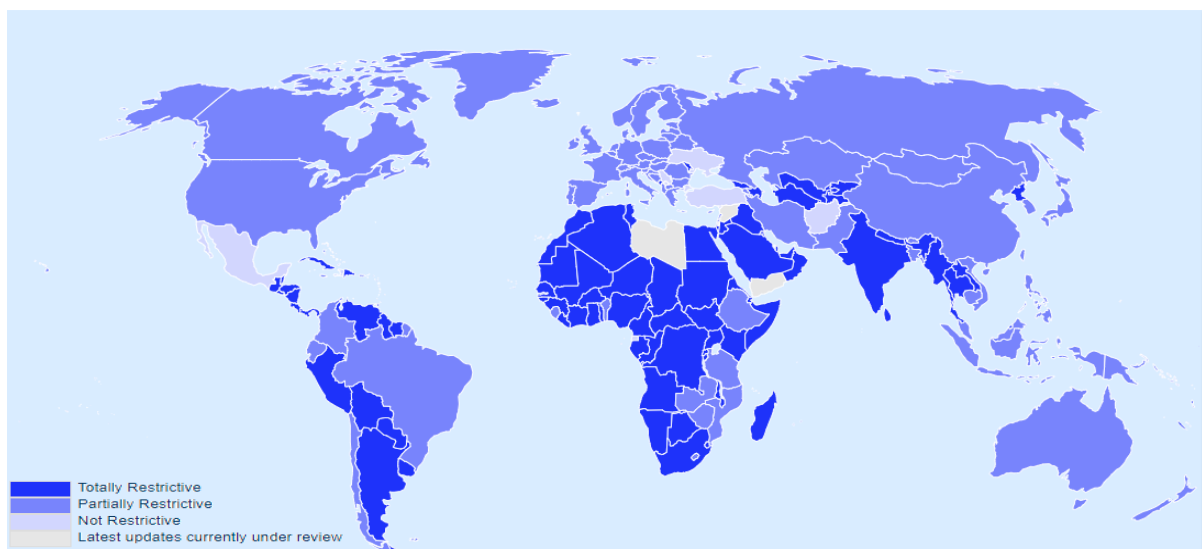 Totally Restrictive
Partially Restrictive
Not Restrictive
Latest updates currently under review